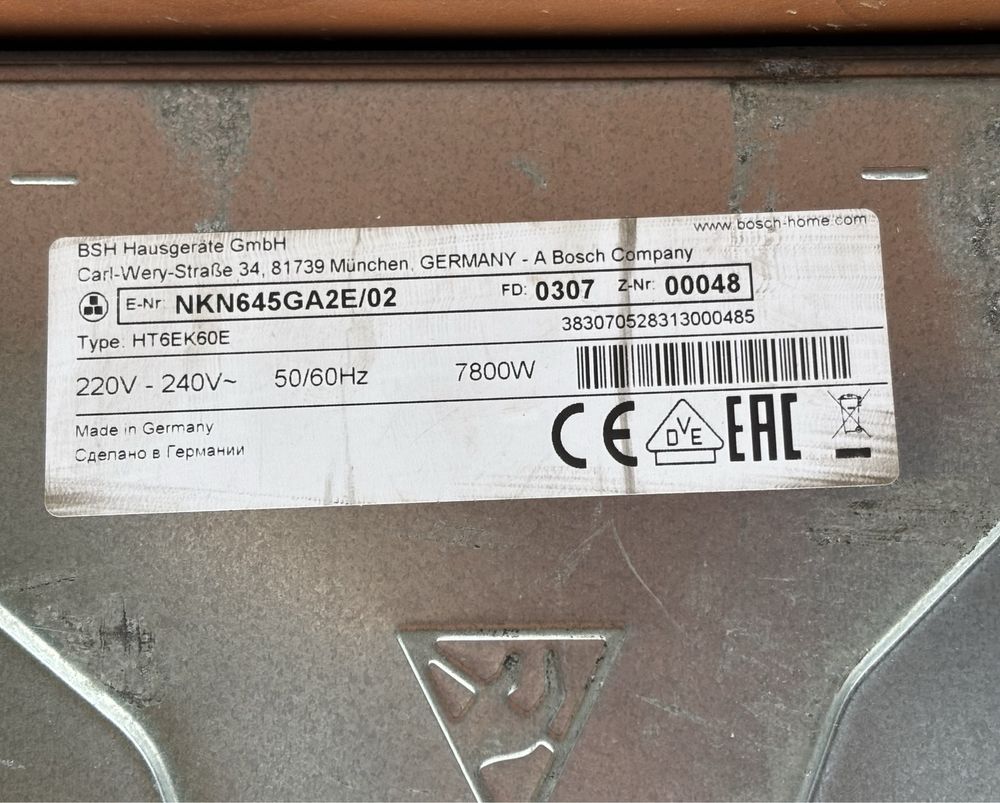 www.bosch-home.com
BSH Hausgeräte GmbH
Carl-Wery-Straße 34, 81739 München, GERMANY - A Bosch Company
E-Nr: NKN645GA2E/02 FD: 0307 Z-Nr: 00048
Type: HT6EK60E 383070528313000485
220V - 240V~ 50/60Hz 7800W
Made in Germany
Сделано в Германии
CE DVE EAC